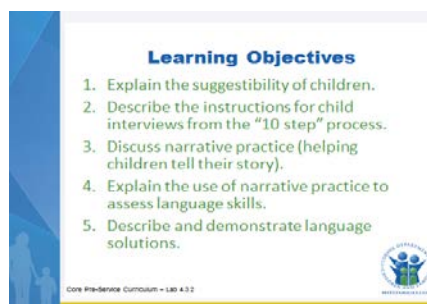 Learning Objectives
1. Explain the suggestibility of children.
2. Describe the instructions for child
interviews from the “10 step” process.
3. Discuss narrative practice (helping
children tell their story).
4. Explain the use of narrative practice to
assess language skills.
5. Describe and demonstrate language
solutions.
Core Pre-Service Curriculum – Lab 4.3.2